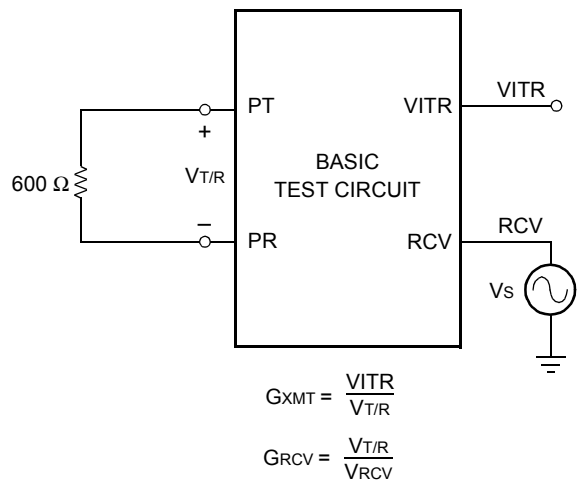 PT
VITR
VITR
+
BASIC
TEST CIRCUIT
VT/R
600 Ω
–
PR
RCV
RCV
VS
GXMT = VITR / VT/R
GRCV = VT/R / VRCV